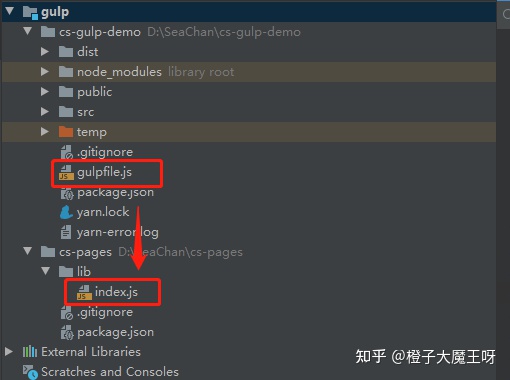 gulp
cs-gulp-demo D:\SeaChan\cs-gulp-demo
dist
node_modules library root
public
src
temp
.gitignore
gulpfile.js
package.json
yarn.lock
yarn-error.log
cs-pages D:\SeaChan\cs-pages
lib
index.js
.gitignore
package.json
External Libraries
Scratches and Consoles
知乎 @橙子大魔王呀